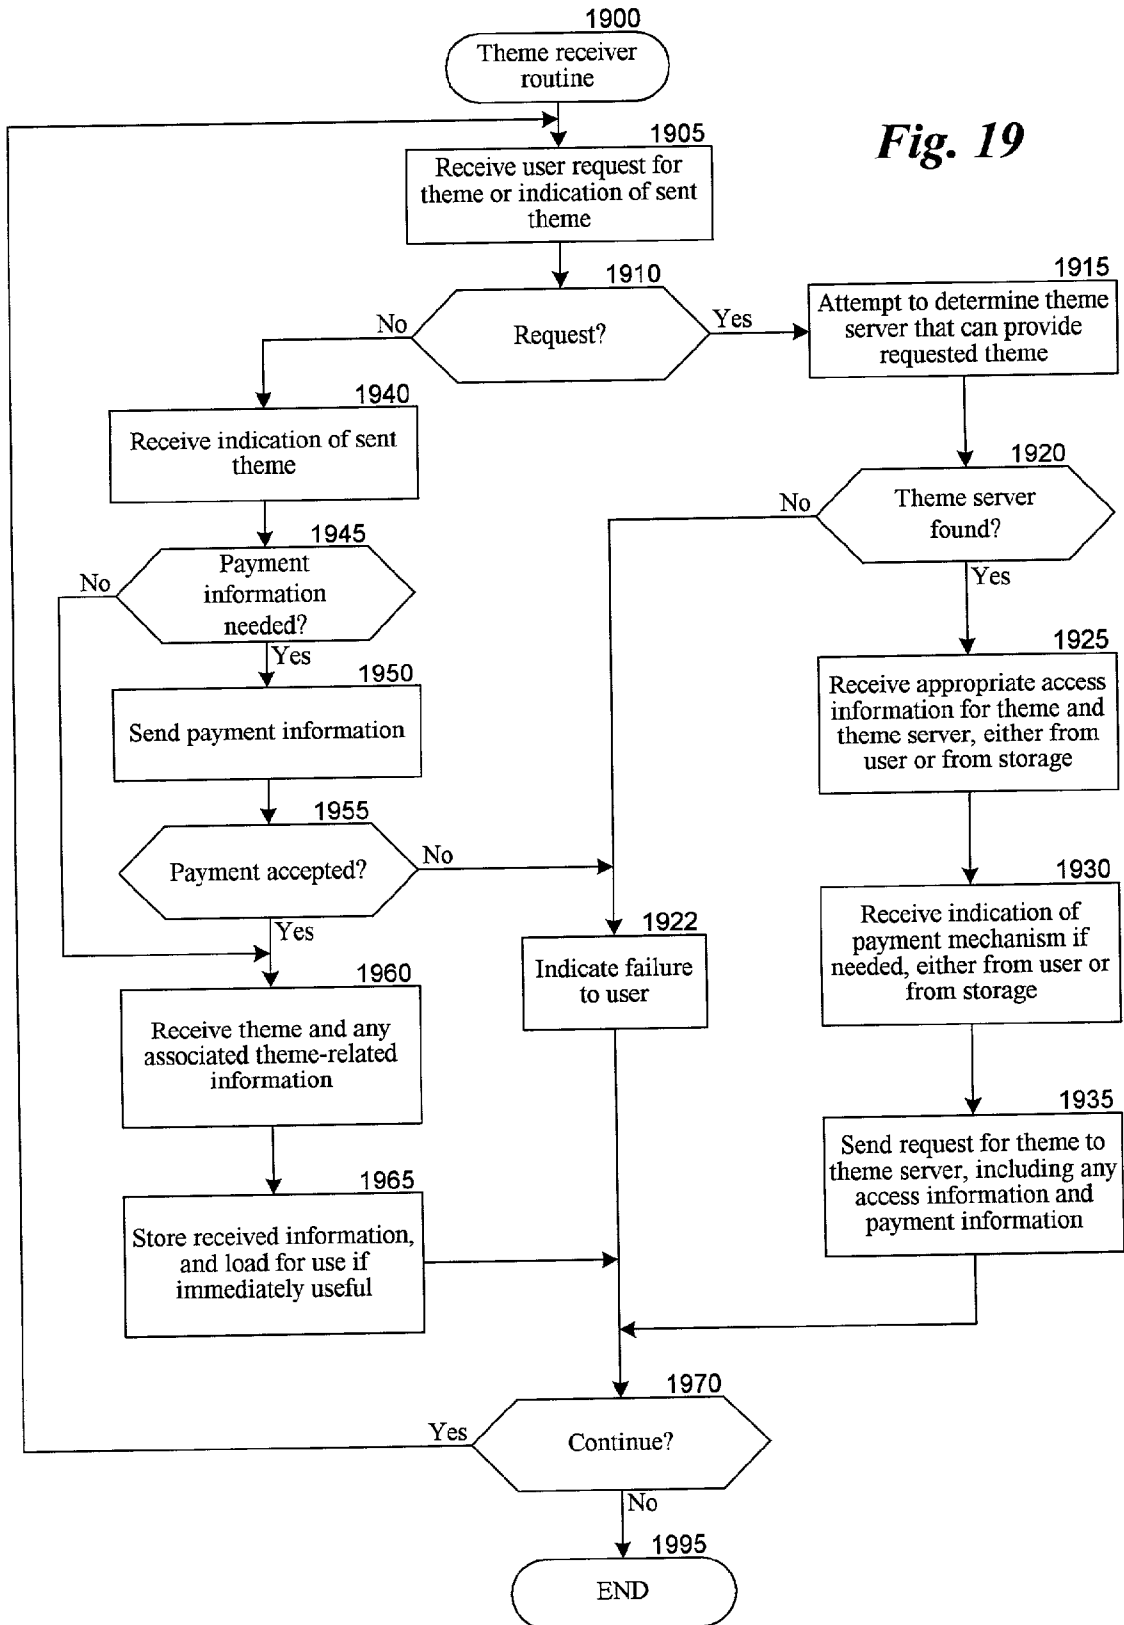 1900
Theme receiver
routine
Fig. 19
1905
Receive user request for
theme or indication of sent
theme
1910
Request?
No
Yes
1915
Attempt to determine theme
server that can provide
requested theme
1940
Receive indication of sent
theme
1920
Theme server
found?
No
Yes
1945
Payment
information
needed?
No
Yes
1950
Send payment information
1925
Receive appropriate access
information for theme and
theme server, either from
user or from storage
1955
Payment accepted?
No
Yes
1930
Receive indication of
payment mechanism if
needed, either from user or
from storage
1922
Indicate failure
to user
1960
Receive theme and any
associated theme-related
information
1935
Send request for theme to
theme server, including any
access information and
payment information
1965
Store received information,
and load for use if
immediately useful
1970
Continue?
Yes
No
1995
END